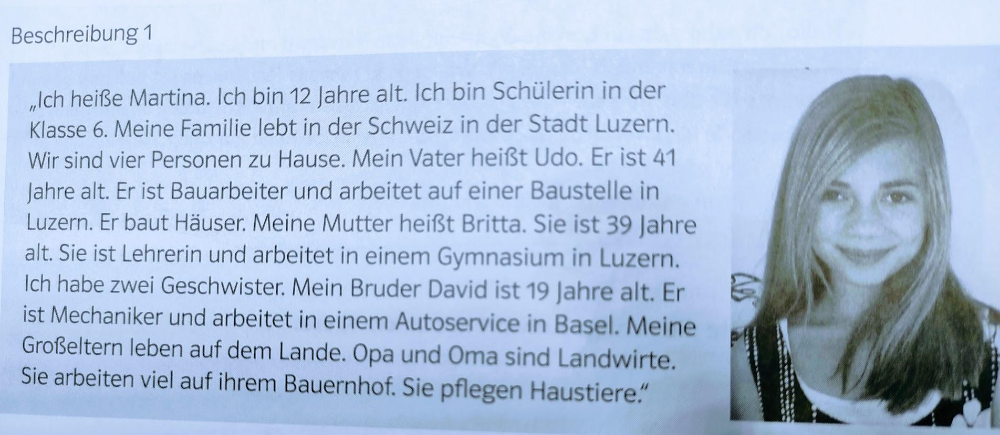 Beschreibung 1
„Ich heiße Martina. Ich bin 12 Jahre alt. Ich bin Schülerin in der
Klasse 6. Meine Familie lebt in der Schweiz in der Stadt Luzern.
Wir sind vier Personen zu Hause. Mein Vater heißt Udo. Er ist 41
Jahre alt. Er ist Bauarbeiter und arbeitet auf einer Baustelle in
Luzern. Er baut Häuser. Meine Mutter heißt Britta. Sie ist 39 Jahre
alt. Sie ist Lehrerin und arbeitet in einem Gymnasium in Luzern.
Ich habe zwei Geschwister. Mein Bruder David ist 19 Jahre alt. Er
ist Mechaniker und arbeitet in einem Autoservice in Basel. Meine
Großeltern leben auf dem Lande. Opa und Oma sind Landwirte.
Sie arbeiten viel auf ihrem Bauernhof. Sie pflegen Haustiere.“